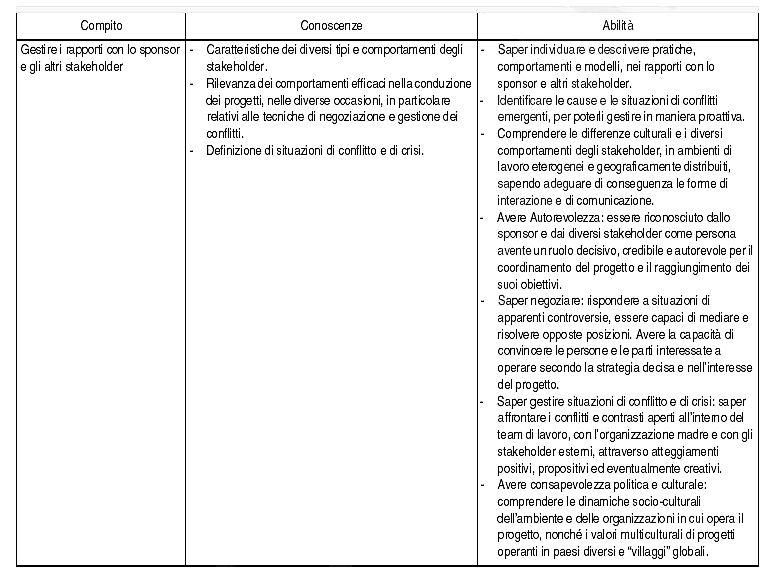 Compito
Conoscenze
Abilità
Gestire i rapporti con lo sponsor
e gli altri stakeholder
- Caratteristiche dei diversi tipi e comportamenti degli
stakeholder.
- Rilevanza dei comportamenti efficaci nella conduzione
dei progetti, nelle diverse occasioni, in particolare
relativi alle tecniche di negoziazione e gestione dei
conflitti.
- Definizione di situazioni di conflitto e di crisi.
- Saper individuare e descrivere pratiche,
comportamenti e modelli, nei rapporti con lo
sponsor e altri stakeholder.
- Identificare le cause e le situazioni di conflitti
emergenti, per poterli gestire in maniera proattiva.
- Comprendere le differenze culturali e i diversi
comportamenti degli stakeholder, in ambienti di
lavoro eterogenei e geograficamente distribuiti,
sapendo adeguare di conseguenza le forme di
interazione e di comunicazione.
- Avere Autorevolezza: essere riconosciuto dallo
sponsor e dai diversi stakeholder come persona
avente un ruolo decisivo, credibile e autorevole per il
coordinamento del progetto e il raggiungimento dei
suoi obiettivi.
- Saper negoziare: rispondere a situazioni di
apparenti controversie, essere capaci di mediare e
risolvere opposte posizioni. Avere la capacità di
convincere le persone e le parti interessate a
operare secondo la strategia decisa e nell'interesse
del progetto.
- Saper gestire situazioni di conflitto e di crisi: saper
affrontare i conflitti e contrasti aperti all'interno del
team di lavoro, con l'organizzazione madre e con gli
stakeholder esterni, attraverso atteggiamenti
positivi, propositivi ed eventualmente creativi.
- Avere consapevolezza politica e culturale:
comprendere le dinamiche socio-culturali
dell'ambiente e delle organizzazioni in cui opera il
progetto, nonché i valori multiculturali di progetti
operanti in paesi diversi e “villaggi” globali.